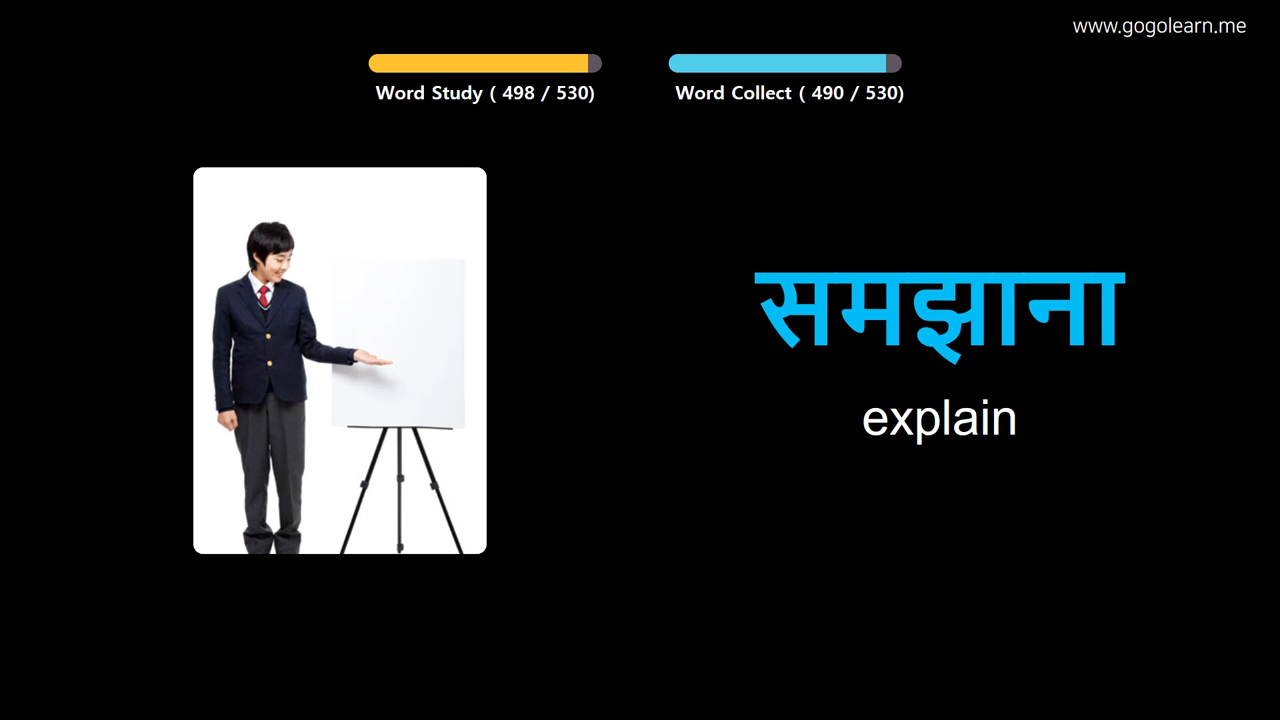 www.gogolearn.me
Word Study ( 498 / 530)
Word Collect ( 490 / 530)
समझाना
explain